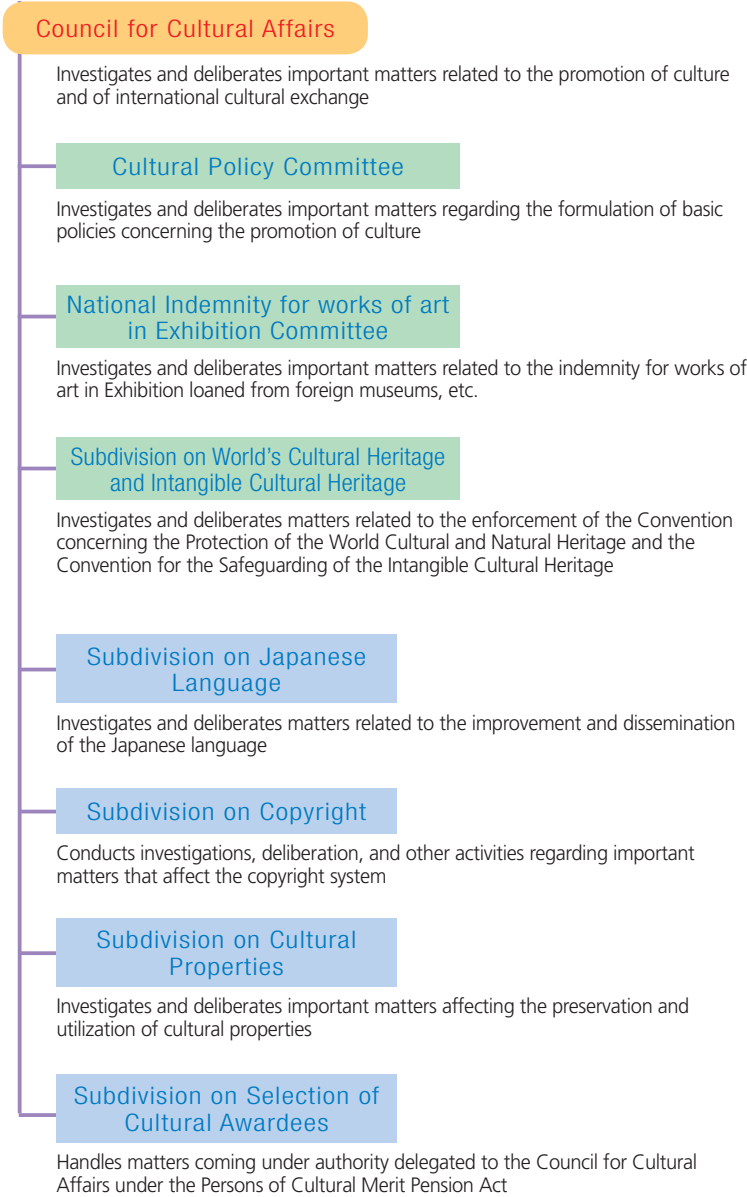 Council for Cultural Affairs
Investigates and deliberates important matters related to the promotion of culture
and of international cultural exchange
Cultural Policy Committee
Investigates and deliberates important matters regarding the formulation of basic
policies concerning the promotion of culture
National Indemnity for works of art
in Exhibition Committee
Investigates and deliberates important matters related to the indemnity for works of
art in Exhibition loaned from foreign museums, etc.
Subdivision on World's Cultural Heritage
and Intangible Cultural Heritage
Investigates and deliberates matters related to the enforcement of the Convention
concerning the Protection of the World Cultural and Natural Heritage and the
Convention for the Safeguarding of the Intangible Cultural Heritage
Subdivision on Japanese
Language
Investigates and deliberates matters related to the improvement and dissemination
of the Japanese language
Subdivision on Copyright
Conducts investigations, deliberation, and other activities regarding important
matters that affect the copyright system
Subdivision on Cultural
Properties
Investigates and deliberates important matters affecting the preservation and
utilization of cultural properties
Subdivision on Selection of
Cultural Awardees
Handles matters coming under authority delegated to the Council for Cultural
Affairs under the Persons of Cultural Merit Pension Act